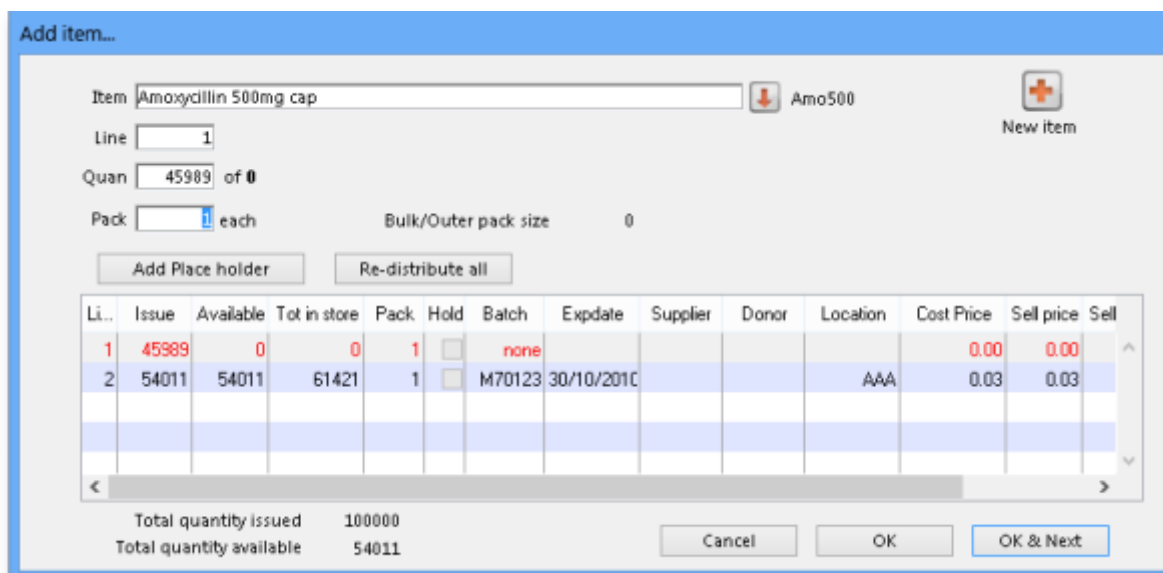 Add item...
Item Amoxycillin 500mg cap Amo500
New item
Line 1
Quan 45989 of 0
Pack 1 each Bulk/Outer pack size 0
Add Place holder Re-distribute all
Li... Issue Available Tot in store Pack Hold Batch Expdate Supplier Donor Location Cost Price Sell price Sell
1 45989 0 0 1 none 0.00 0.00
2 54011 54011 61421 1 M70123 30/10/2010 AAA 0.03 0.03
Total quantity issued 100000
Total quantity available 54011
Cancel OK OK & Next